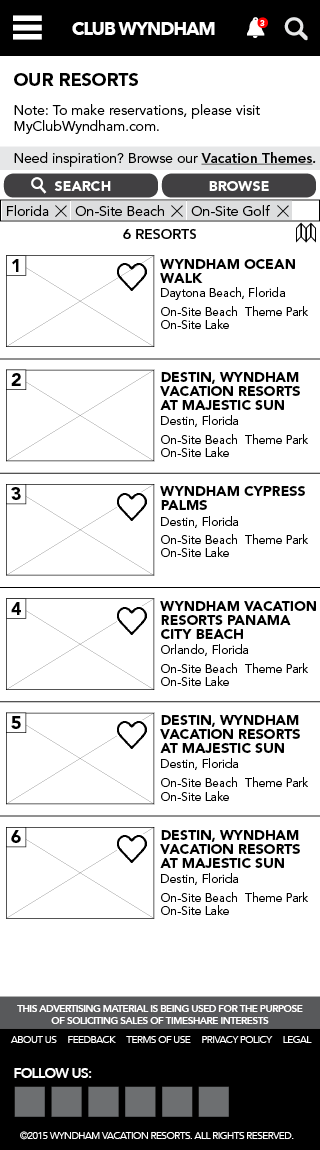 CLUB WYNDHAM
3
OUR RESORTS
Note: To make reservations, please visit
MyClubWyndham.com.
Need inspiration? Browse our Vacation Themes.
SEARCH
BROWSE
Florida
On-Site Beach
On-Site Golf
6 RESORTS
1
WYNDHAM OCEAN
WALK
Daytona Beach, Florida
On-Site Beach Theme Park
On-Site Lake
2
DESTIN, WYNDHAM
VACATION RESORTS
AT MAJESTIC SUN
Destin, Florida
On-Site Beach Theme Park
On-Site Lake
3
WYNDHAM CYPRESS
PALMS
Destin, Florida
On-Site Beach Theme Park
On-Site Lake
4
WYNDHAM VACATION
RESORTS PANAMA
CITY BEACH
Orlando, Florida
On-Site Beach Theme Park
On-Site Lake
5
DESTIN, WYNDHAM
VACATION RESORTS
AT MAJESTIC SUN
Destin, Florida
On-Site Beach Theme Park
On-Site Lake
6
DESTIN, WYNDHAM
VACATION RESORTS
AT MAJESTIC SUN
Destin, Florida
On-Site Beach Theme Park
On-Site Lake
THIS ADVERTISING MATERIAL IS BEING USED FOR THE PURPOSE
OF SOLICITING SALES OF TIMESHARE INTERESTS
ABOUT US FEEDBACK TERMS OF USE PRIVACY POLICY LEGAL
FOLLOW US:
©2015 WYNDHAM VACATION RESORTS. ALL RIGHTS RESERVED.